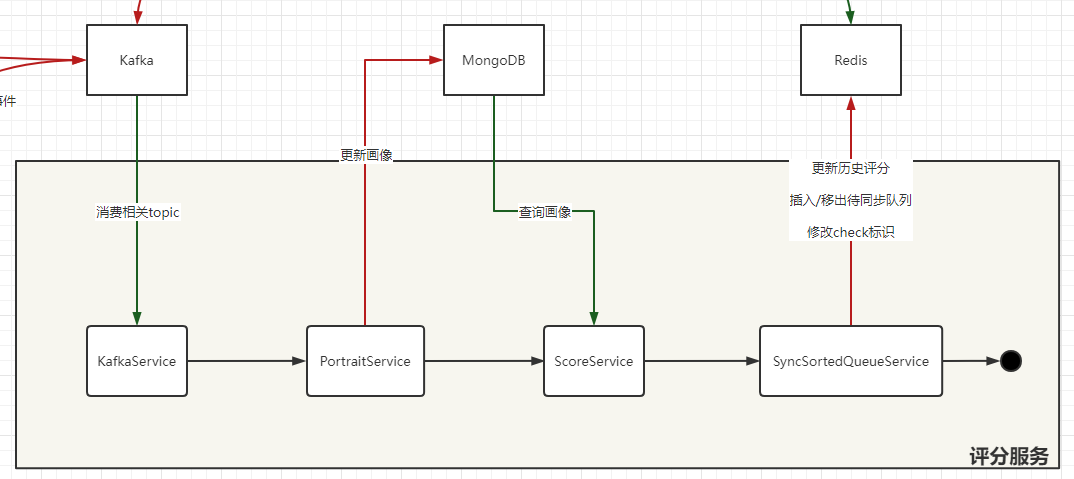 Kafka
MongoDB
Redis
事件
更新画像
更新历史评分
插入/移出待同步队列
修改check标识
消费相关topic
查询画像
KafkaService
PortraitService
ScoreService
SyncSortedQueueService
评分服务